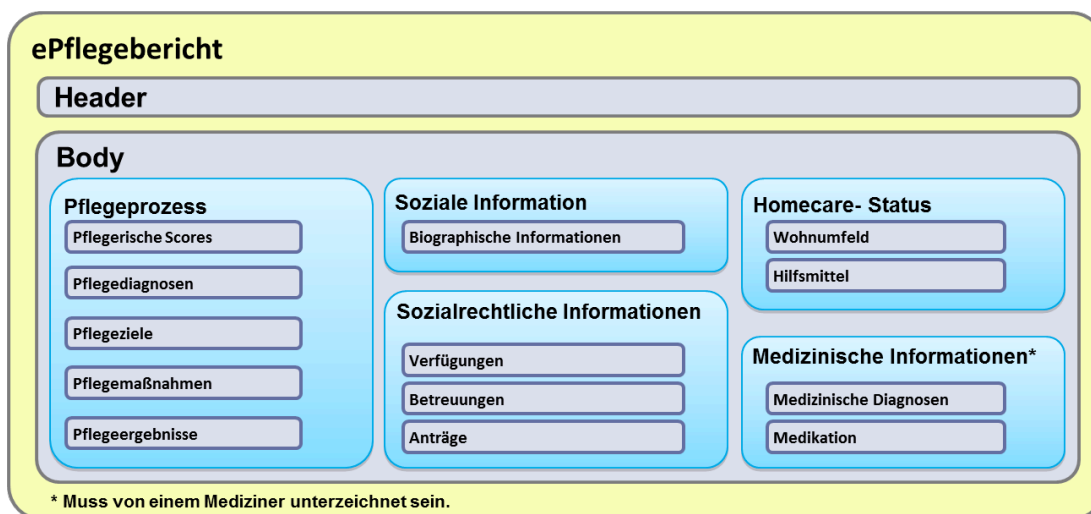 ePflegebericht
Header
Body
Pflegeprozess
Pflegerische Scores
Pflegediagnosen
Pflegeziele
Pflegemaßnahmen
Pflegeergebnisse
Soziale Information
Biographische Informationen
Sozialrechtliche Informationen
Verfügungen
Betreuungen
Anträge
Homecare- Status
Wohnumfeld
Hilfsmittel
Medizinische Informationen*
Medizinische Diagnosen
Medikation
* Muss von einem Mediziner unterzeichnet sein.